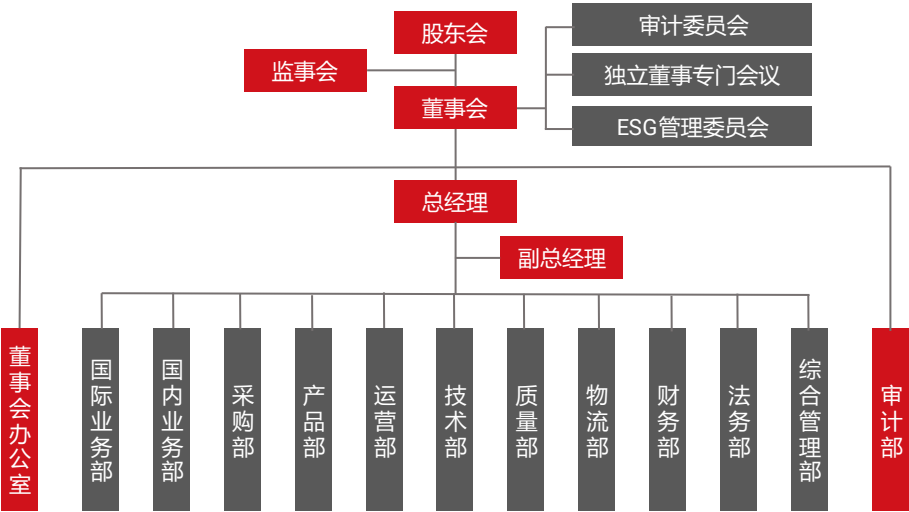 股东会
监事会
董事会
审计委员会
独立董事专门会议
ESG管理委员会
总经理
副总经理
董事会办公室
国际业务部
国内业务部
采购部
产品部
运营部
技术部
质量部
物流部
财务部
法务部
综合管理部
审计部